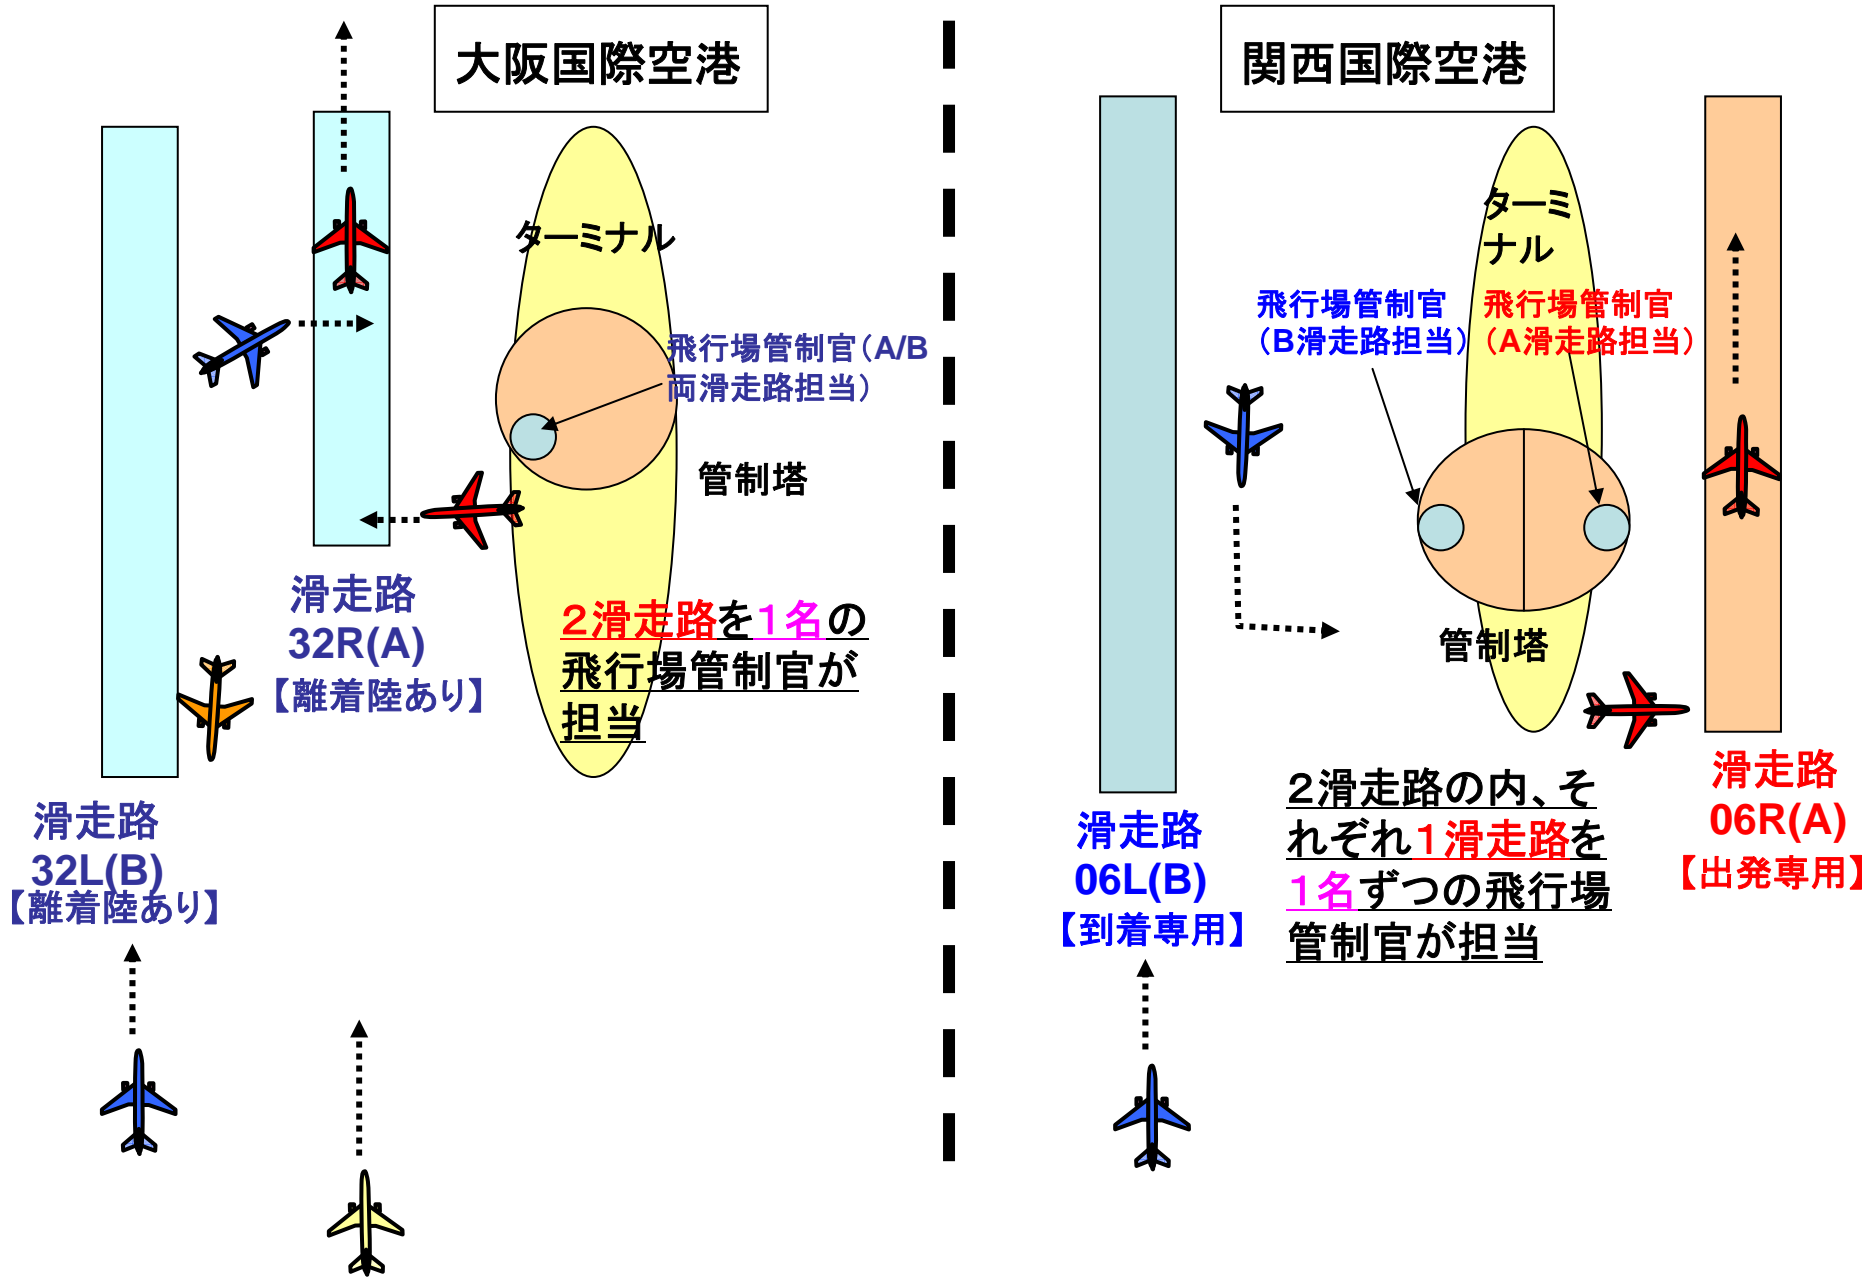 大阪国際空港
ターミナル
飛行場管制官(A/B
両滑走路担当)
管制塔
滑走路
32R(A)
【離着陸あり】
2滑走路を1名の
飛行場管制官が
担当
滑走路
32L(B)
【離着陸あり】
関西国際空港
ターミ
ナル
飛行場管制官
(B滑走路担当)
飛行場管制官
(A滑走路担当)
管制塔
滑走路
06R(A)
【出発専用】
滑走路
06L(B)
【到着専用】
2滑走路の内、そ
れぞれ1滑走路を
1名ずつの飛行場
管制官が担当